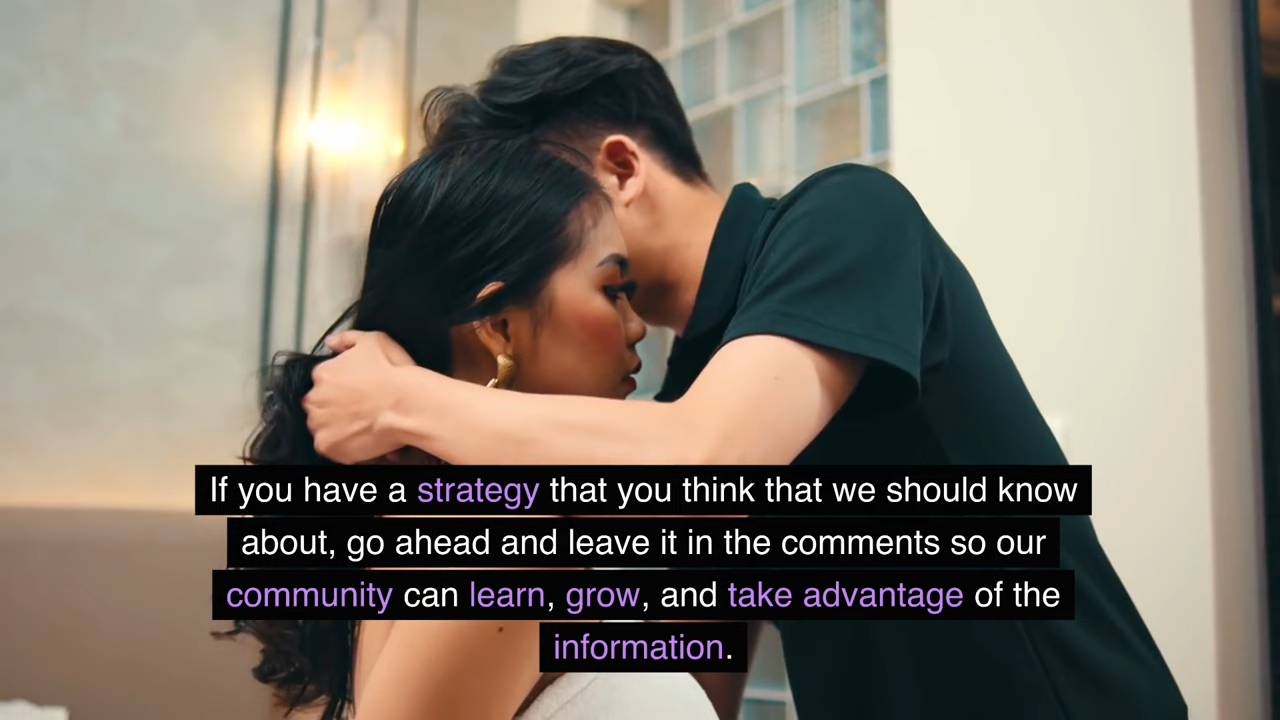 If you have a strategy that you think that we should know
about, go ahead and leave it in the comments so our
community can learn, grow, and take advantage of the
information.